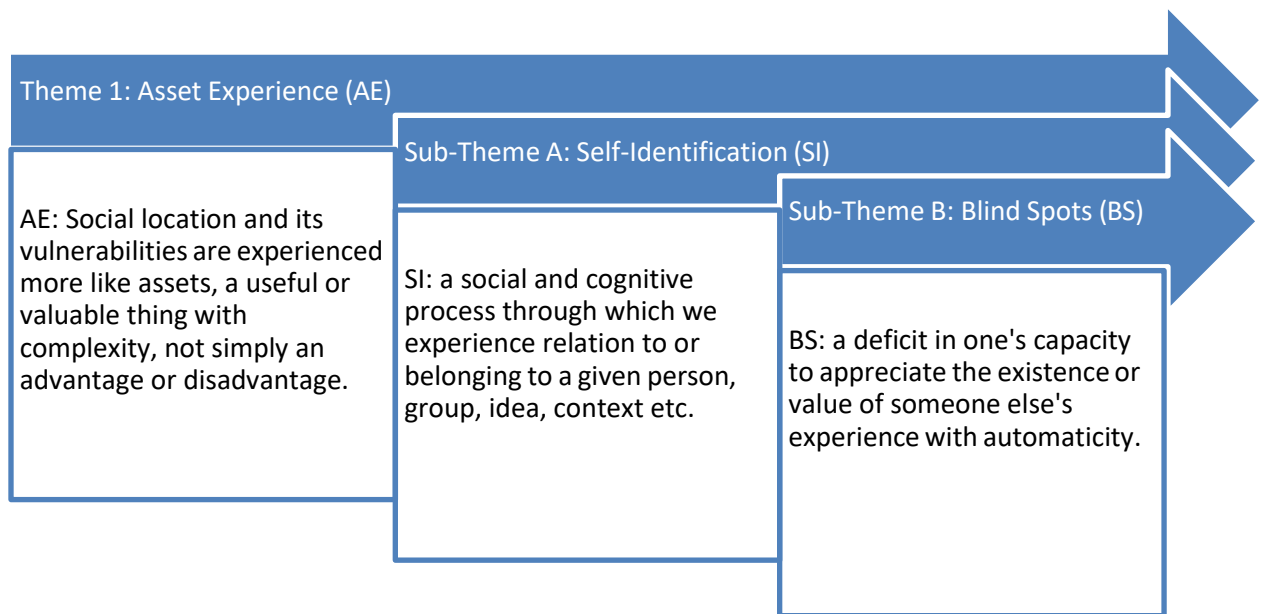 Theme 1: Asset Experience (AE)
AE: Social location and its
vulnerabilities are experienced
more like assets, a useful or
valuable thing with
complexity, not simply an
advantage or disadvantage.
Sub-Theme A: Self-Identification (SI)
SI: a social and cognitive
process through which we
experience relation to or
belonging to a given person,
group, idea, context etc.
Sub-Theme B: Blind Spots (BS)
BS: a deficit in one's capacity
to appreciate the existence or
value of someone else's
experience with automaticity.